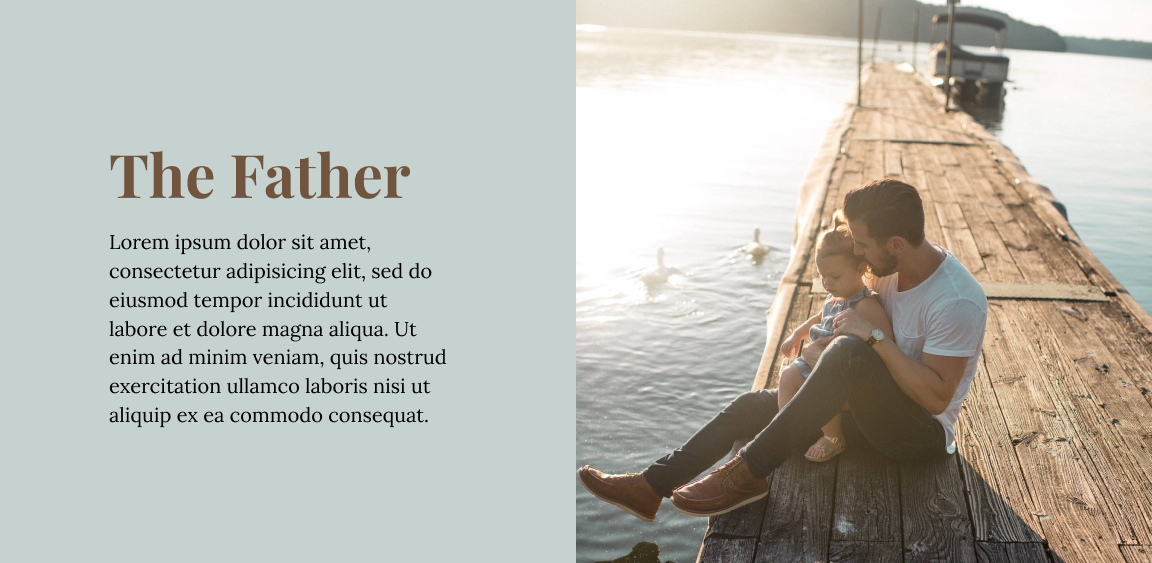 The Father
Lorem ipsum dolor sit amet,
consectetur adipisicing elit, sed do
eiusmod tempor incididunt ut
labore et dolore magna aliqua. Ut
enim ad minim veniam, quis nostrud
exercitation ullamco laboris nisi ut
aliquip ex ea commodo consequat.